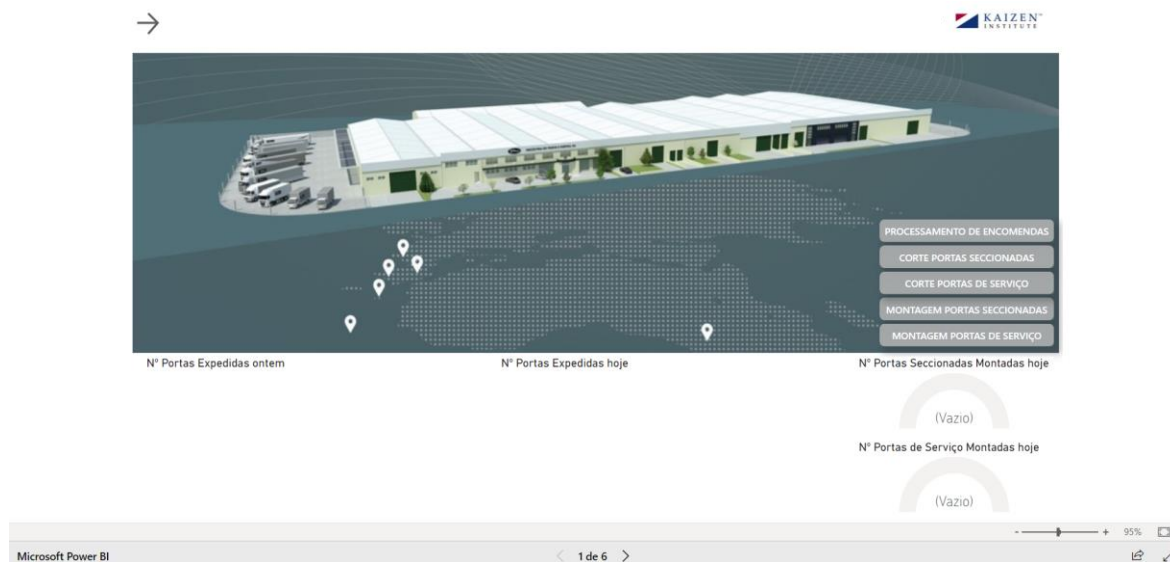 KAIZEN™
INSTITUTE
PROCESSAMENTO DE ENCOMENDAS
CORTE PORTAS SECCIONADAS
CORTE PORTAS DE SERVIÇO
MONTAGEM PORTAS SECCIONADAS
MONTAGEM PORTAS DE SERVIÇO
Nº Portas Expedidas ontem
Nº Portas Expedidas hoje
Nº Portas Seccionadas Montadas hoje
(Vazio)
Nº Portas de Serviço Montadas hoje
(Vazio)
- + 95%
Microsoft Power BI
1 de 6